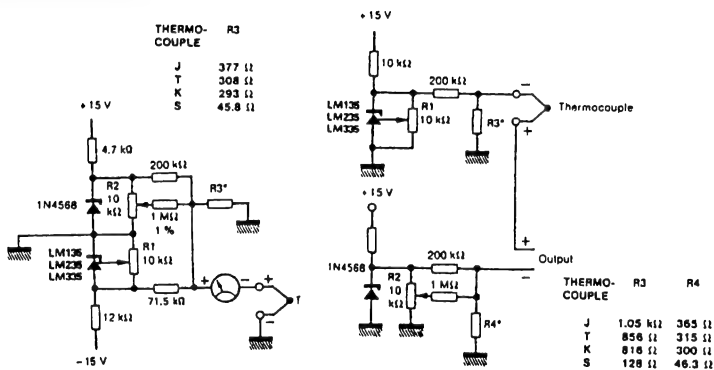 THERMO- R3
COUPLE
J 377 Ω
T 308 Ω
K 293 Ω
S 45.8 Ω
+15 V
4.7 kΩ
200 kΩ
R2
10
kΩ
1N4568
1 MΩ
1 %
R3*
LM135
LM235
LM335
R1
10 kΩ
71.5 kΩ
+
−
+
−
T
12 kΩ
−15 V
+15 V
10 kΩ
200 kΩ
LM135
LM235
LM335
R1
10 kΩ
R3*
−
+
Thermocouple
+15 V
200 kΩ
+
Output
−
1N4568
R2
10
kΩ
1 MΩ
R4*
THERMO- R3 R4
COUPLE
J 1.05 kΩ 365 Ω
T 856 Ω 315 Ω
K 816 Ω 300 Ω
S 128 Ω 46.3 Ω